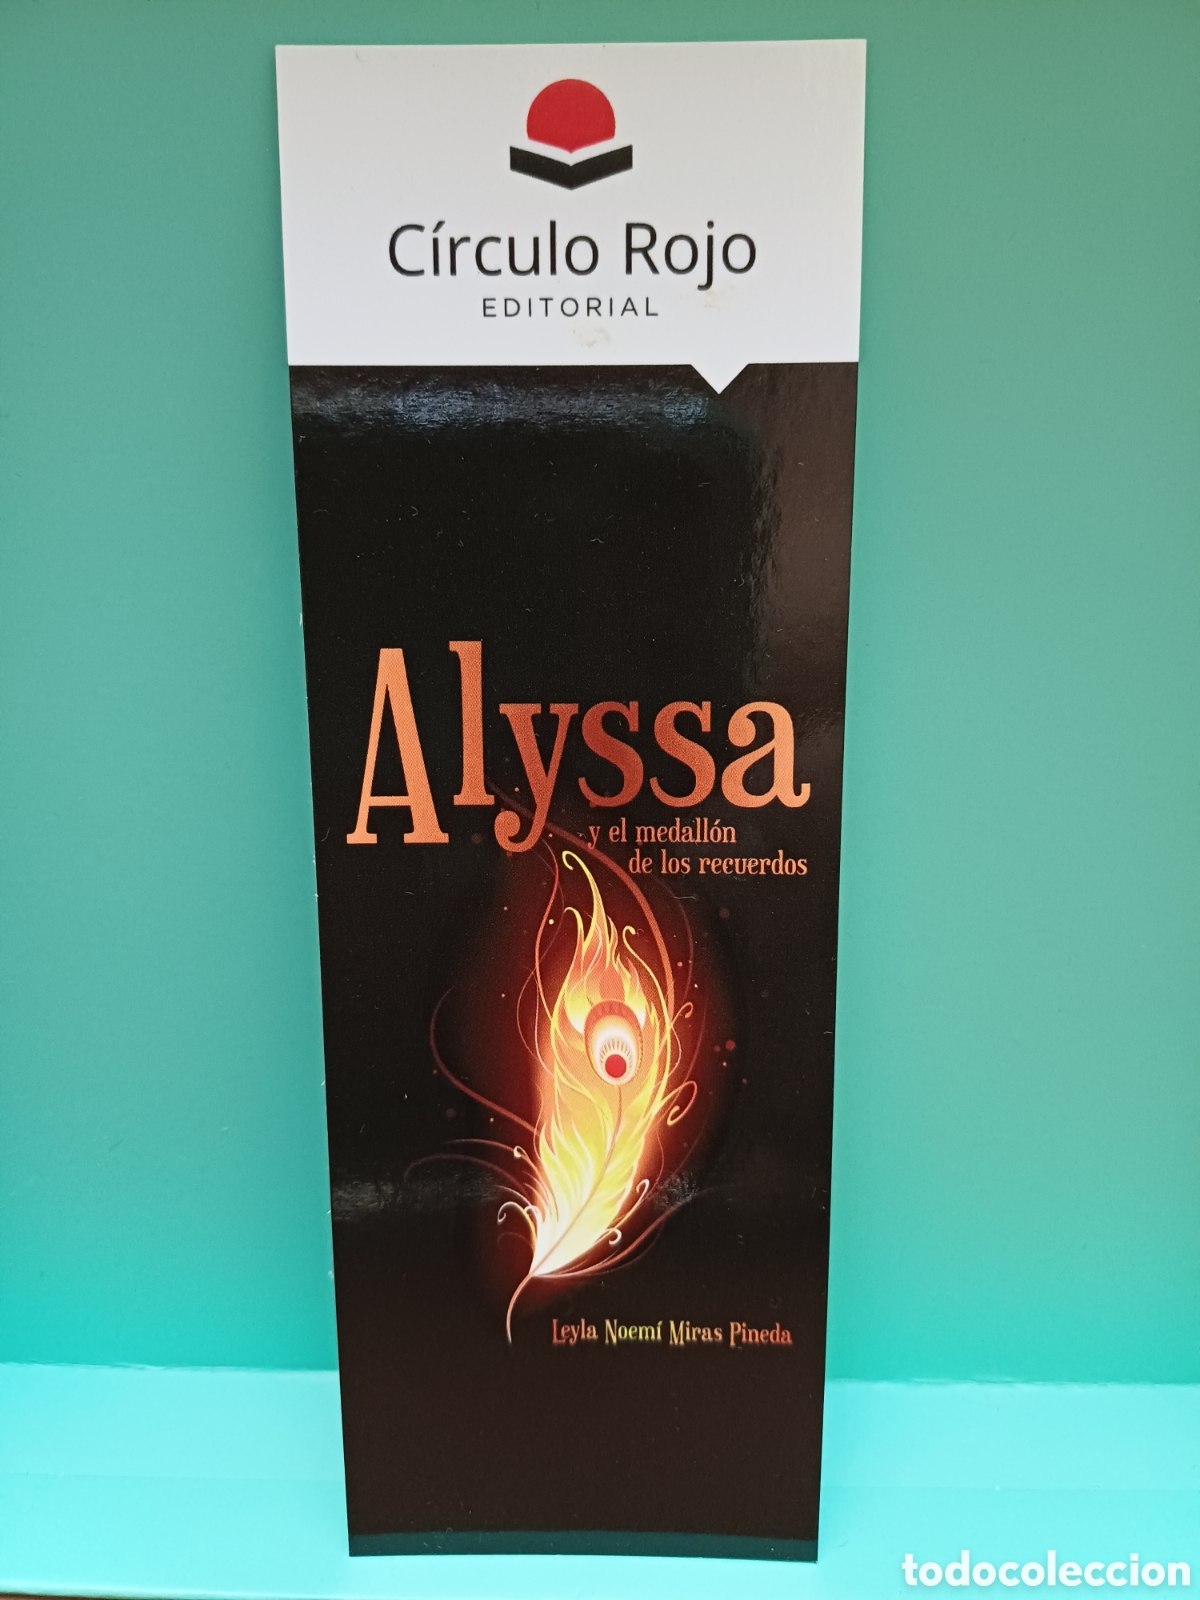 Círculo Rojo
EDITORIAL
Alyssa
y el medallón
de los recuerdos
Leyla Noemí Miras Pineda
todocoleccion